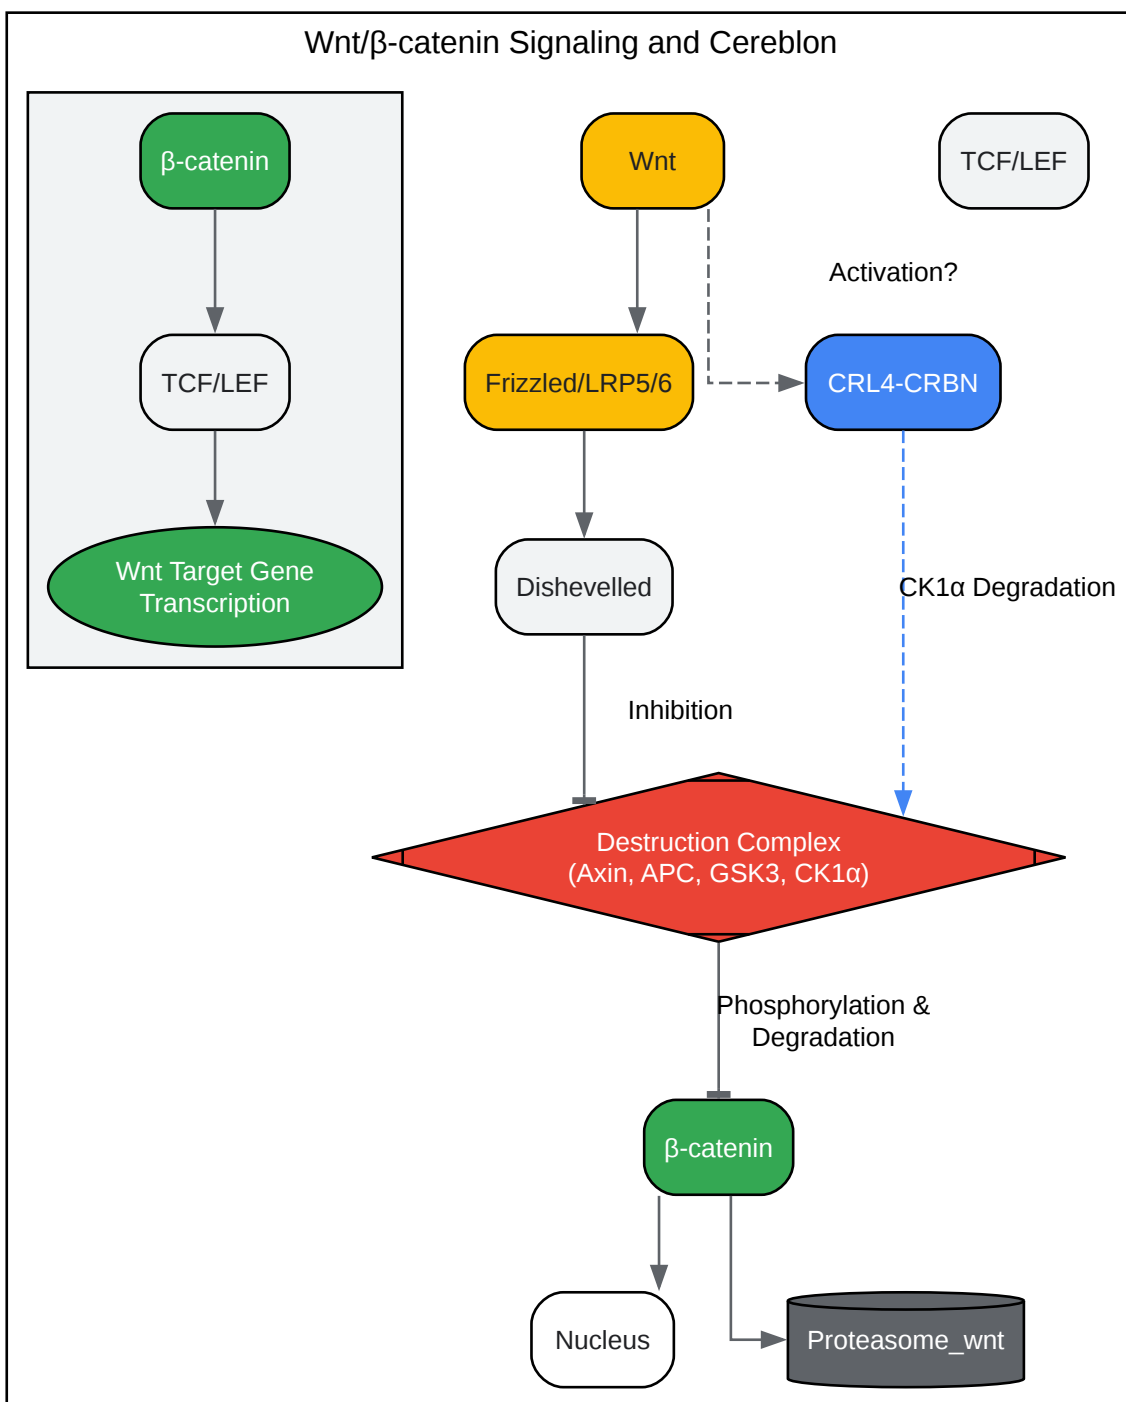 Wnt/β-catenin Signaling and Cereblon
β-catenin
Wnt
TCF/LEF
Activation?
TCF/LEF
Frizzled/LRP5/6
CRL4-CRBN
Wnt Target Gene
Transcription
Dishevelled
CK1α Degradation
Inhibition
Destruction Complex
(Axin, APC, GSK3, CK1α)
Phosphorylation &
Degradation
β-catenin
Nucleus
Proteasome_wnt